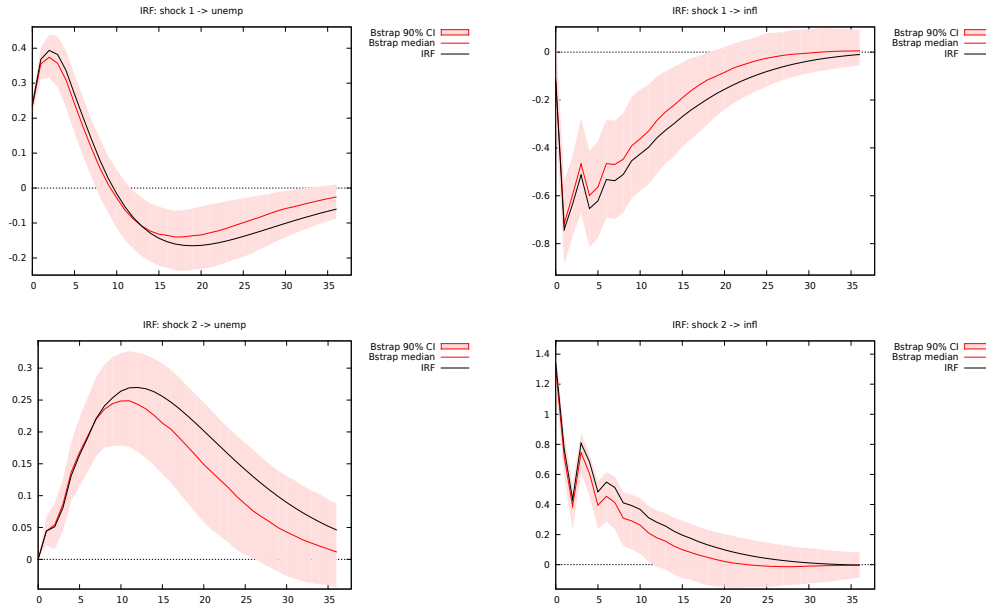 IRF: shock 1 -> unemp
Bstrap 90% CI
Bstrap median
IRF
0.4
0.3
0.2
0.1
0
-0.1
-0.2
0 5 10 15 20 25 30 35
IRF: shock 1 -> infl
Bstrap 90% CI
Bstrap median
IRF
0
-0.2
-0.4
-0.6
-0.8
0 5 10 15 20 25 30 35
IRF: shock 2 -> unemp
Bstrap 90% CI
Bstrap median
IRF
0.3
0.25
0.2
0.15
0.1
0.05
0
0 5 10 15 20 25 30 35
IRF: shock 2 -> infl
Bstrap 90% CI
Bstrap median
IRF
1.4
1.2
1
0.8
0.6
0.4
0.2
0
0 5 10 15 20 25 30 35